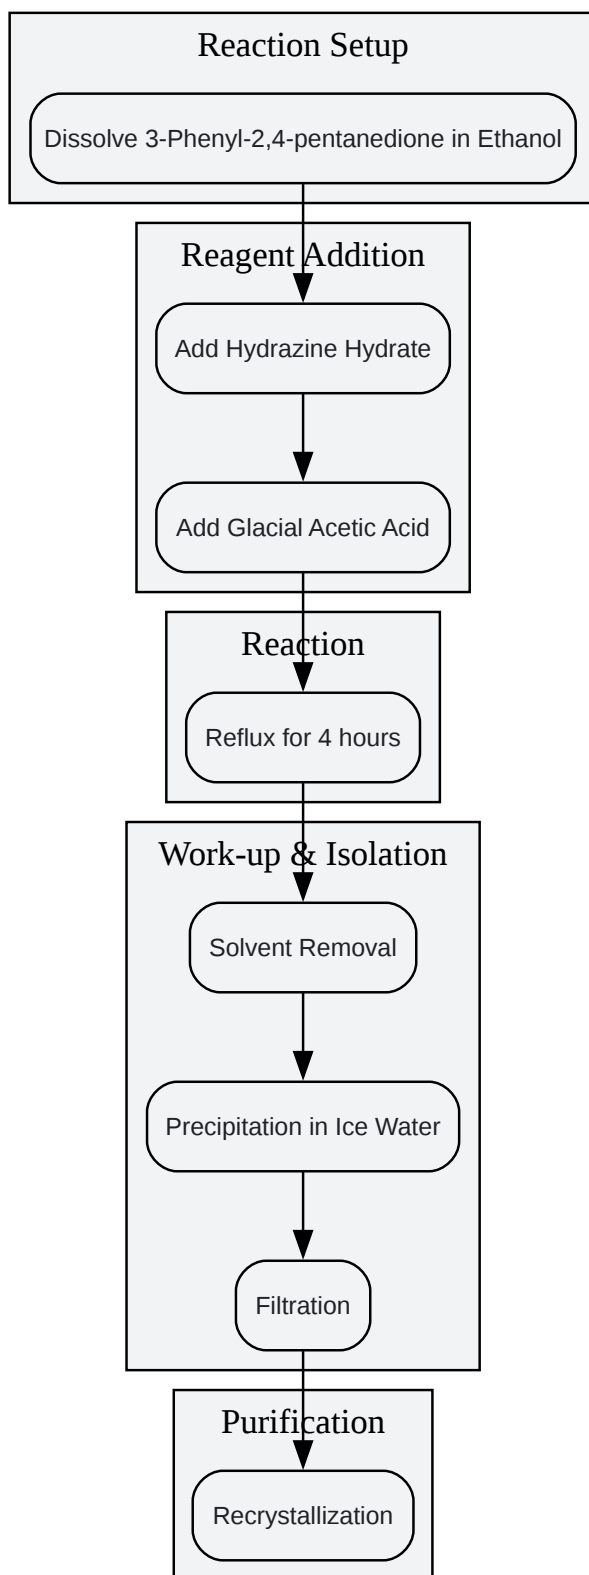 Reaction Setup
Dissolve 3-Phenyl-2,4-pentanedione in Ethanol
Reagent Addition
Add Hydrazine Hydrate
Add Glacial Acetic Acid
Reaction
Reflux for 4 hours
Work-up & Isolation
Solvent Removal
Precipitation in Ice Water
Filtration
Purification
Recrystallization